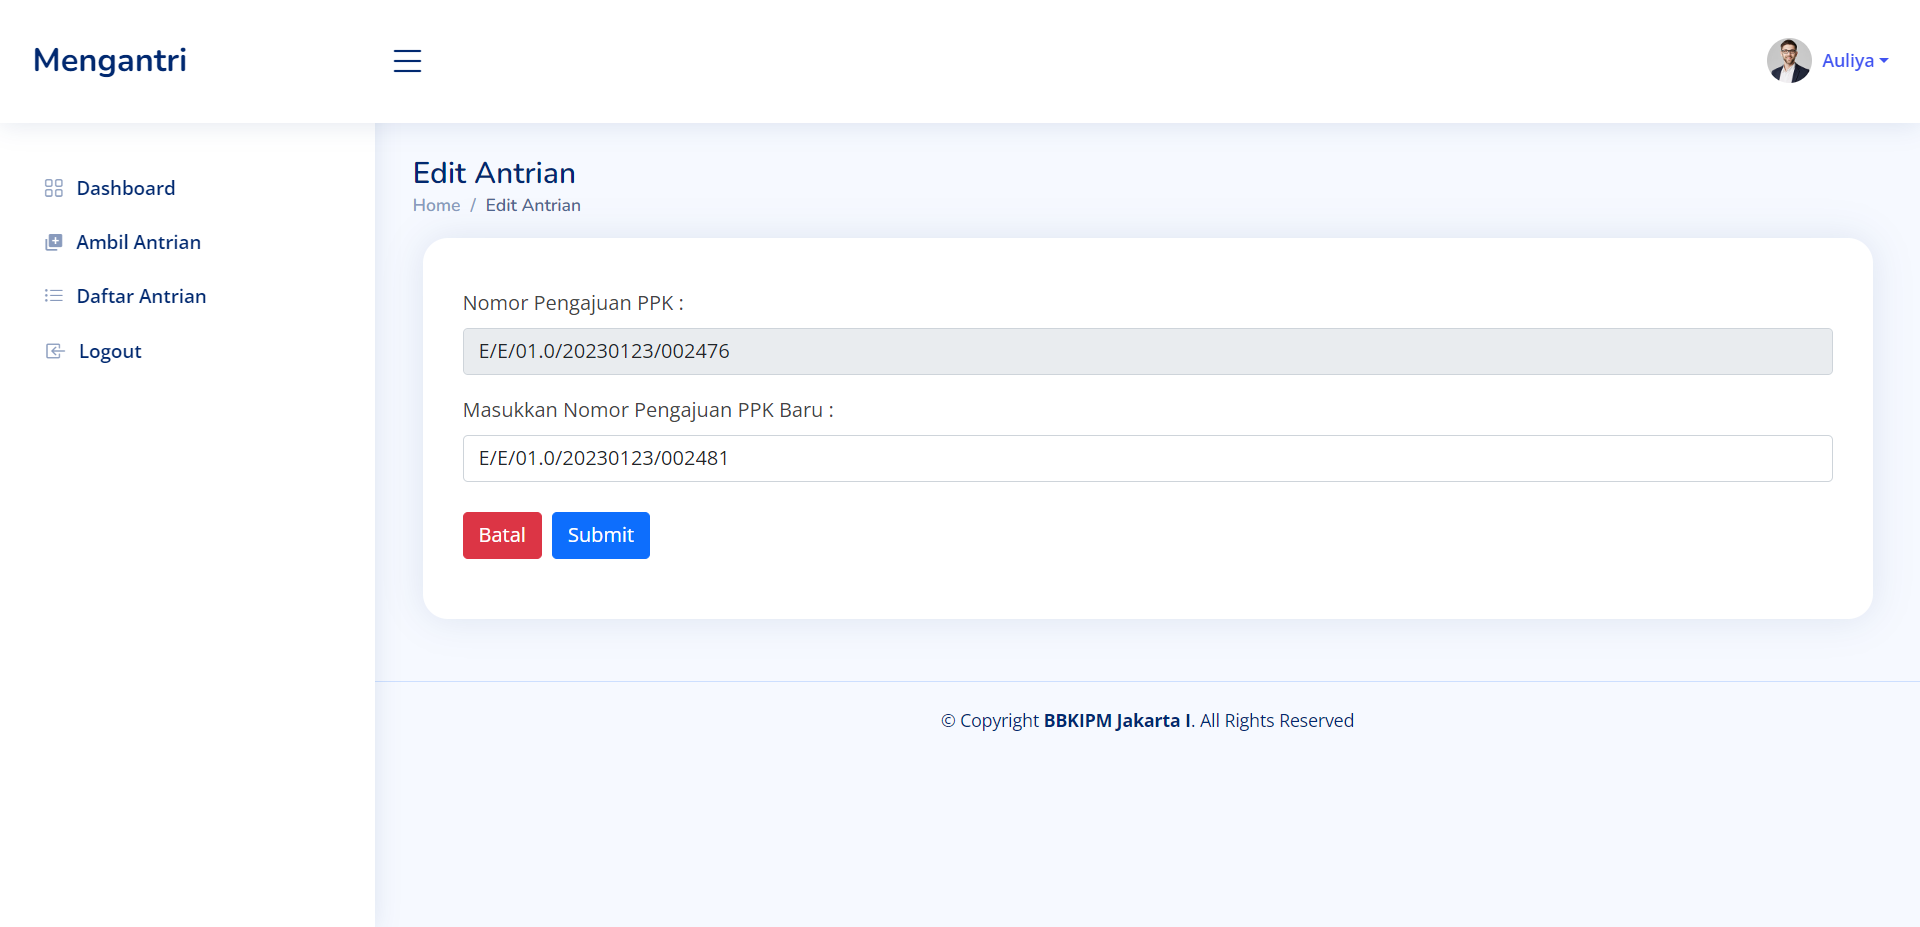 Mengantri
Auliya
Dashboard
Ambil Antrian
Daftar Antrian
Logout
Edit Antrian
Home / Edit Antrian
Nomor Pengajuan PPK :
E/E/01.0/20230123/002476
Masukkan Nomor Pengajuan PPK Baru :
E/E/01.0/20230123/002481
Batal Submit
© Copyright BBKIPM Jakarta I. All Rights Reserved